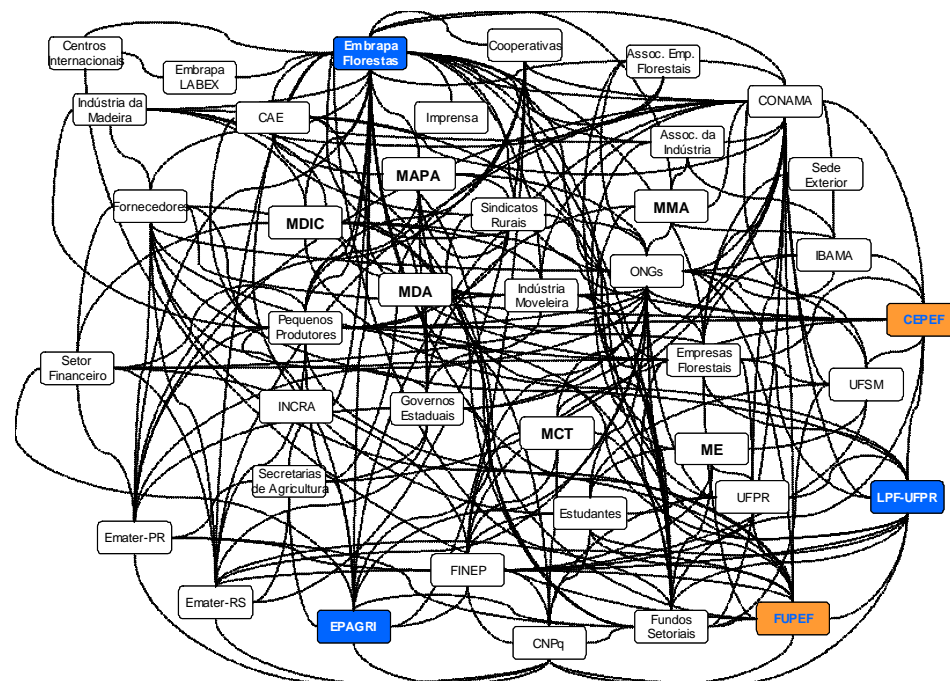 Centros
Internacionais
Embrapa
Florestas
Cooperativas
Assoc. Emp.
Florestais
Embrapa
LABEX
Indústria da
Madeira
CAE
Imprensa
CONAMA
Assoc. da
Indústria
MAPA
Sede
Exterior
Fornecedores
MDIC
Sindicatos
Rurais
MMA
IBAMA
ONGs
MDA
Indústria
Moveleira
CEPEF
Pequenos
Produtores
Setor
Financeiro
Empresas
Florestais
UFSM
INCRA
Governos
Estaduais
MCT
ME
Secretarias
de Agricultura
UFPR
LPF-UFPR
Estudantes
Emater-PR
FINEP
Emater-RS
EPAGRI
Fundos
Setoriais
FUPEF
CNPq